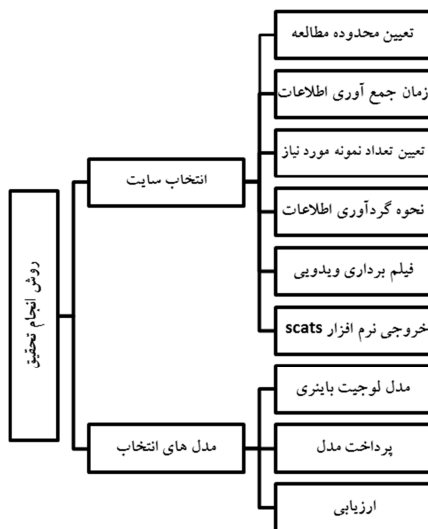 روش انجام تحقیق
انتخاب سایت
تعیین محدوده مطالعه
زمان جمع آوری اطلاعات
تعیین تعداد نمونه مورد نیاز
نحوه گردآوری اطلاعات
فیلم برداری ویدویی
خروجی نرم افزار scats
مدل های انتخاب
مدل لوجیت باینری
پرداخت مدل
ارزیابی